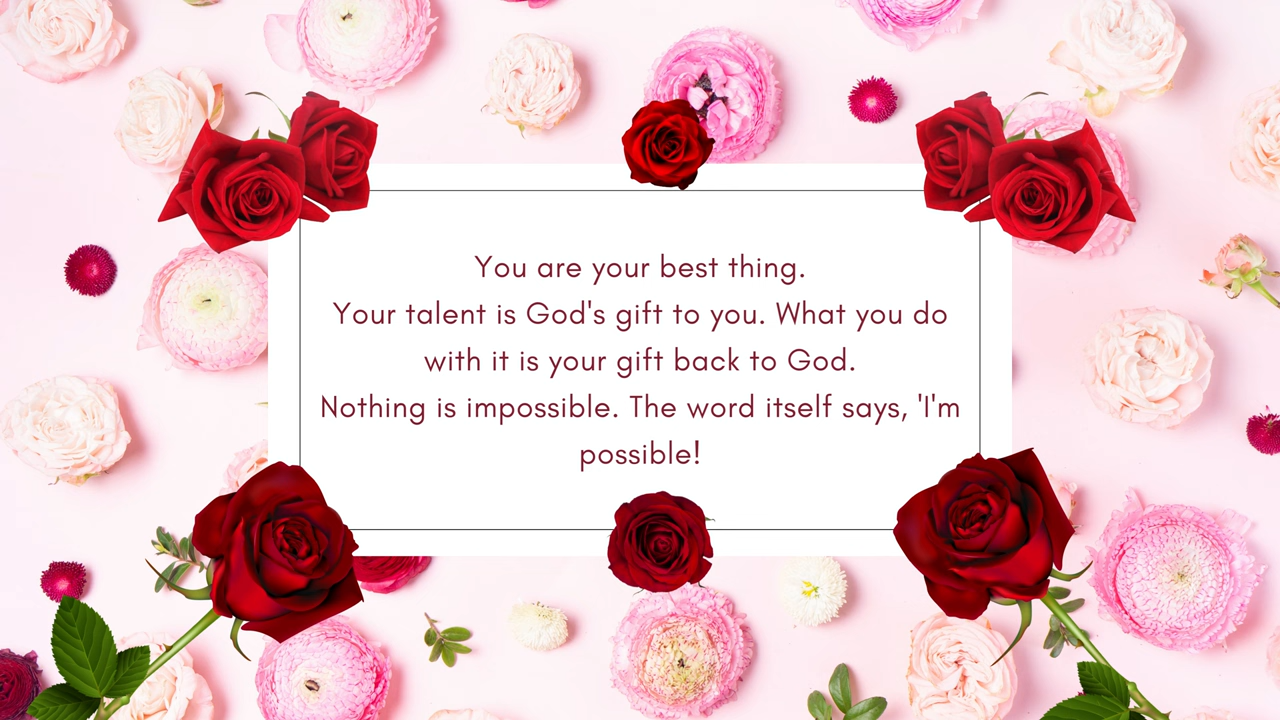 You are your best thing.
Your talent is God's gift to you. What you do
with it is your gift back to God.
Nothing is impossible. The word itself says, 'I'm
possible!